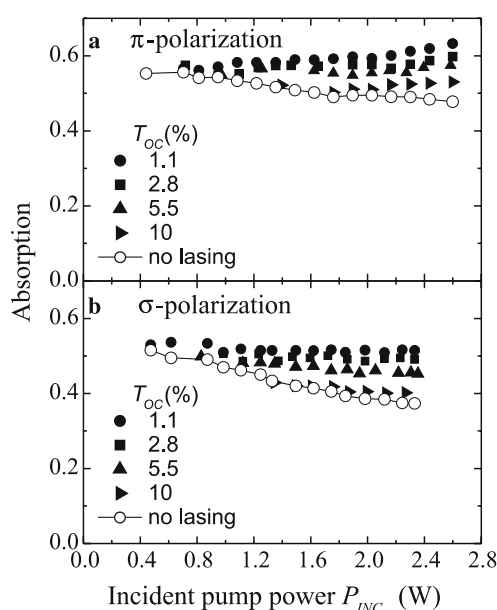 a π-polarization
0.6
0.4
0.2
0.0
T_OC(%)
1.1
2.8
5.5
10
no lasing
Absorption
b σ-polarization
0.6
0.4
0.2
0.0
T_OC(%)
1.1
2.8
5.5
10
no lasing
0.0 0.4 0.8 1.2 1.6 2.0 2.4 2.8
Incident pump power P_INC (W)